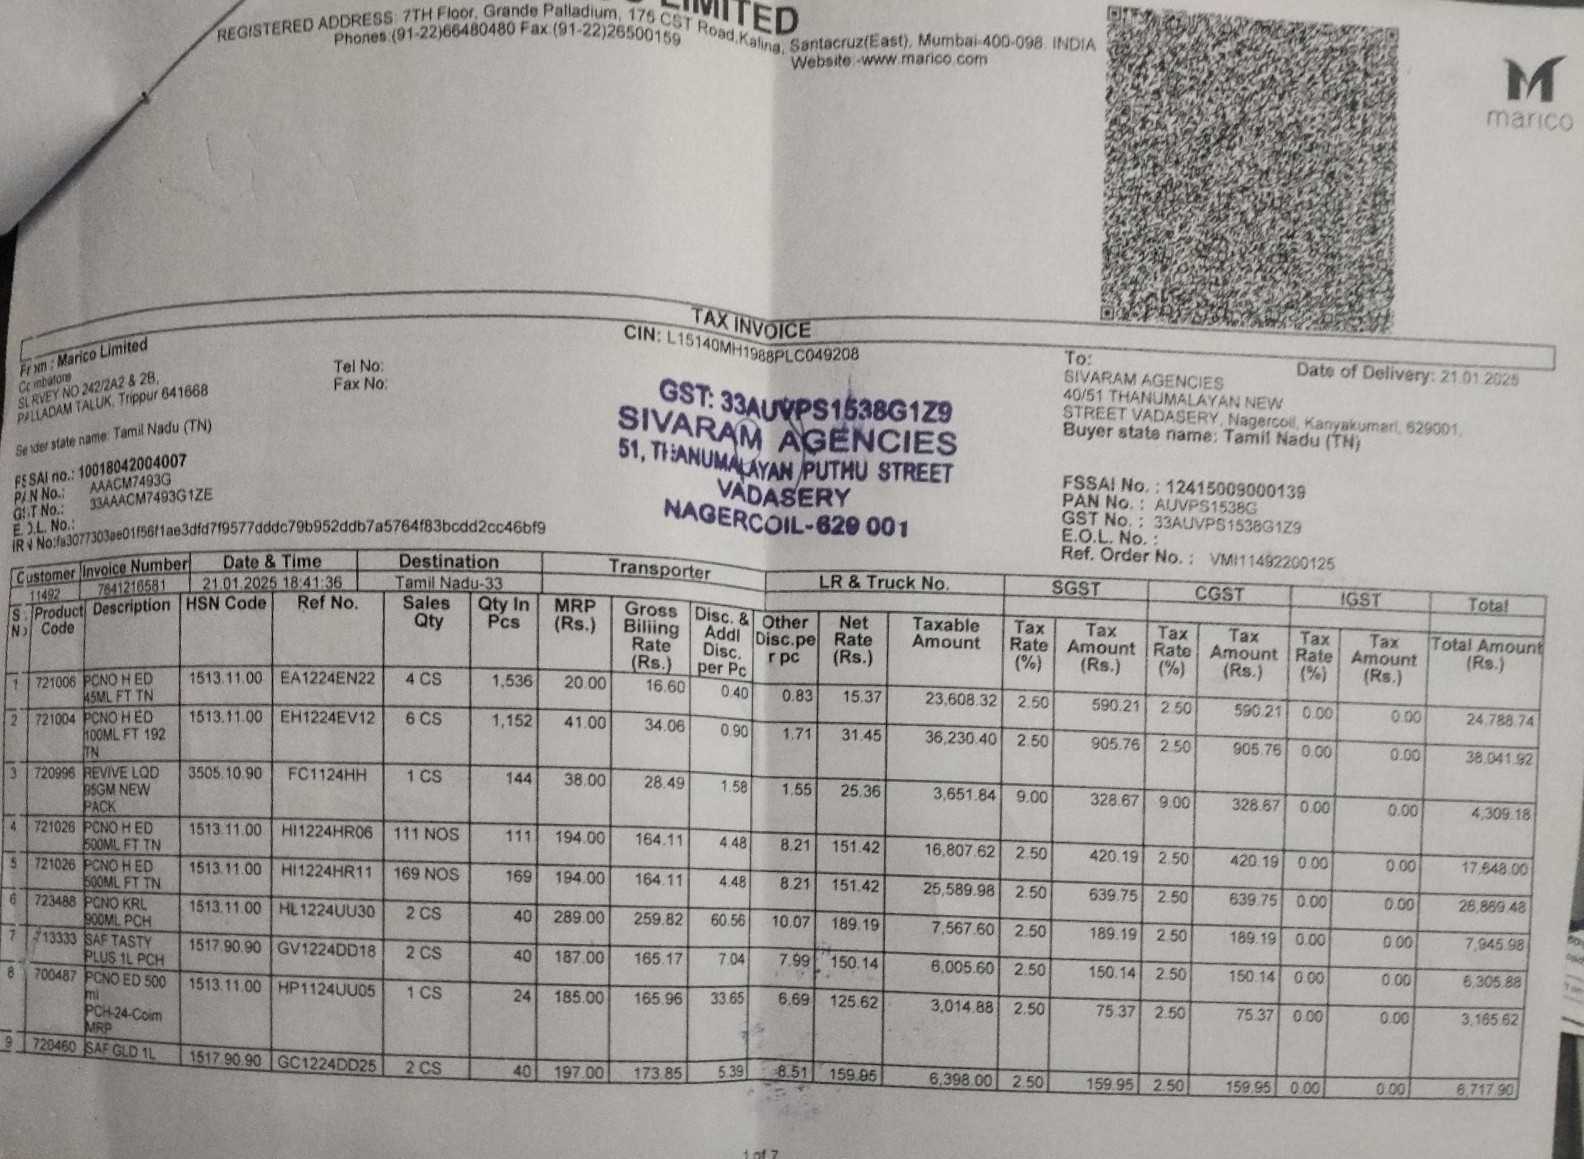 LIMITED
REGISTERED ADDRESS: 7TH Floor, Grande Palladium, 175 CST Road,Kalina, Santacruz(East), Mumbai-400-098. INDIA
Phones:(91-22)66480480 Fax:(91-22)26500159
Website:-www.marico.com
marico
TAX INVOICE
CIN: L15140MH1988PLC049208
From : Marico Limited
Coimbatore
SURVEY NO 242/2A2 & 2B,
PALLADAM TALUK, Trippur 641668
Sender state name: Tamil Nadu (TN)
FSSAI no.: 10018042004007
PAN No.: AAACM7493G
GST No.: 33AAACM7493G1ZE
E.O.L. No.:
IRN No:fa3077303ae01f56f1ae3dfd7f9577dddc79b952ddb7a5764f83bcdd2cc46bf9
Tel No:
Fax No:
GST: 33AUVPS1538G1Z9
SIVARAM AGENCIES
51, THANUMALAYAN PUTHU STREET
VADASERY
NAGERCOIL-629 001
To:
Date of Delivery: 21.01.2025
SIVARAM AGENCIES
40/51 THANUMALAYAN NEW
STREET VADASERY, Nagercoil, Kanyakumari, 629001,
Buyer state name: Tamil Nadu (TN)
FSSAI No. : 12415009000139
PAN No. : AUVPS1538G
GST No. : 33AUVPS1538G1Z9
E.O.L. No. :
Ref. Order No. : VMI11492200125
Customer Invoice Number Date & Time Destination Transporter LR & Truck No. SGST CGST IGST Total
11492 7641216581 21.01.2025 18:41:36 Tamil Nadu-33
S. No Product Code Description HSN Code Ref No. Sales Qty Qty In Pcs MRP (Rs.) Gross Billing Rate (Rs.) Disc. & Addl Disc. per Pc Other Disc.per pc Net Rate (Rs.) Taxable Amount Tax Rate (%) Tax Amount (Rs.) Tax Rate (%) Tax Amount (Rs.) Tax Rate (%) Tax Amount (Rs.) Total Amount (Rs.)
1 721006 PCNO H ED 45ML FT TN 1513.11.00 EA1224EN22 4 CS 1,536 20.00 16.60 0.40 0.83 15.37 23,608.32 2.50 590.21 2.50 590.21 0.00 0.00 24,788.74
2 721004 PCNO H ED 100ML FT 192 TN 1513.11.00 EH1224EV12 6 CS 1,152 41.00 34.06 0.90 1.71 31.45 36,230.40 2.50 905.76 2.50 905.76 0.00 0.00 38,041.92
3 720996 REVIVE LQD 95GM NEW PACK 3505.10.90 FC1124HH 1 CS 144 38.00 28.49 1.58 1.55 25.36 3,651.84 9.00 328.67 9.00 328.67 0.00 0.00 4,309.18
4 721026 PCNO H ED 500ML FT TN 1513.11.00 HI1224HR06 111 NOS 111 194.00 164.11 4.48 8.21 151.42 16,807.62 2.50 420.19 2.50 420.19 0.00 0.00 17,648.00
5 721026 PCNO H ED 500ML FT TN 1513.11.00 HI1224HR11 169 NOS 169 194.00 164.11 4.48 8.21 151.42 25,589.98 2.50 639.75 2.50 639.75 0.00 0.00 26,869.48
6 723488 PCNO KRL 900ML PCH 1513.11.00 HL1224UU30 2 CS 40 289.00 259.82 60.56 10.07 189.19 7,567.60 2.50 189.19 2.50 189.19 0.00 0.00 7,945.98
7 713333 SAF TASTY PLUS 1L PCH 1517.90.90 GV1224DD18 2 CS 40 187.00 165.17 7.04 7.99 150.14 6,005.60 2.50 150.14 2.50 150.14 0.00 0.00 6,305.88
8 700487 PCNO ED 500 ml PCH-24-Coim MRP 1513.11.00 HP1124UU05 1 CS 24 185.00 165.96 33.65 6.69 125.62 3,014.88 2.50 75.37 2.50 75.37 0.00 0.00 3,165.62
9 720460 SAF GLD 1L 1517.90.90 GC1224DD25 2 CS 40 197.00 173.85 5.39 8.51 159.95 6,398.00 2.50 159.95 2.50 159.95 0.00 0.00 6,717.90
1 of 7